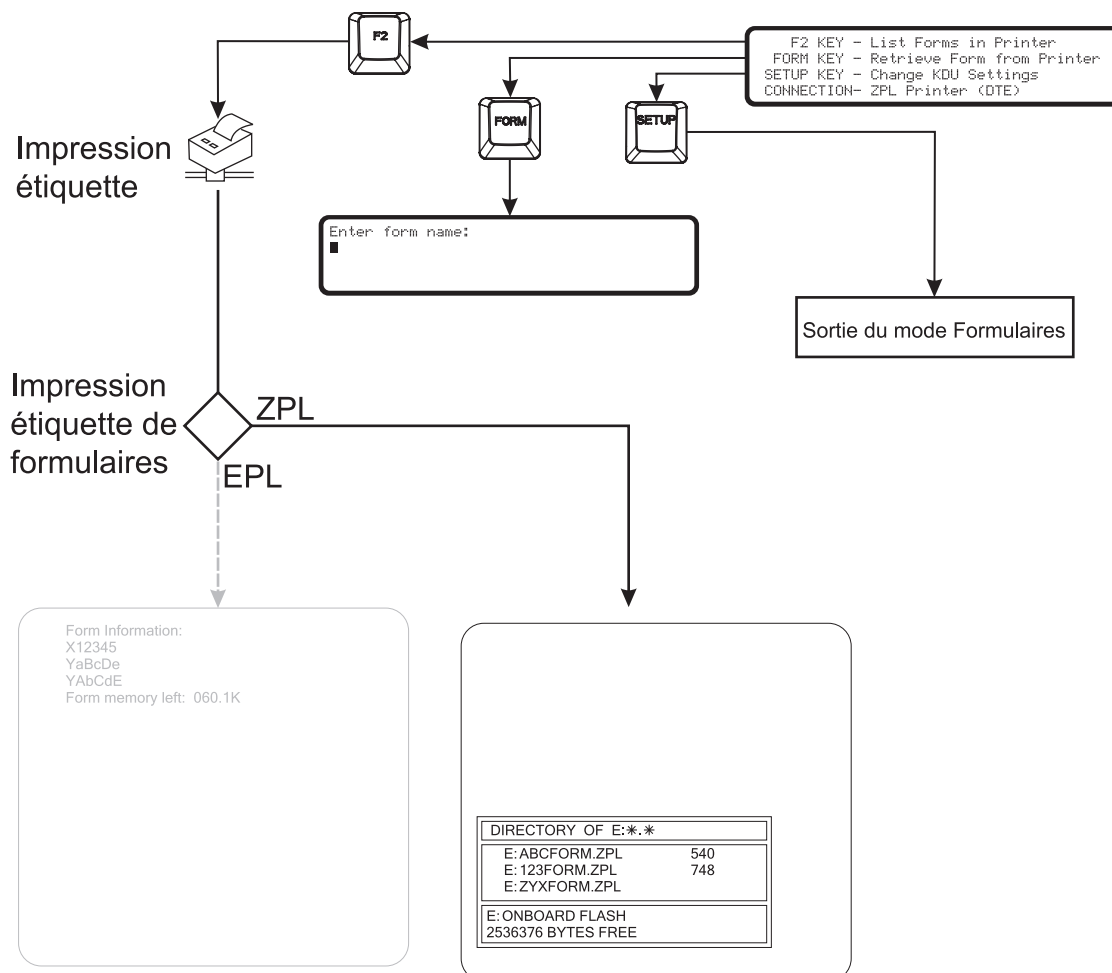 F2
F2 KEY - List Forms in Printer
FORM KEY - Retrieve Form from Printer
SETUP KEY - Change KDU Settings
CONNECTION- ZPL Printer (DTE)
FORM
SETUP
Impression
étiquette
Enter form name:
Sortie du mode Formulaires
Impression
étiquette de
formulaires
ZPL
EPL
Form Information:
X12345
YaBcDe
YAbCdE
Form memory left: 060.1K
DIRECTORY OF E:*.*
E:ABCFORM.ZPL 540
E:123FORM.ZPL 748
E:ZYXFORM.ZPL
E:ONBOARD FLASH
2536376 BYTES FREE